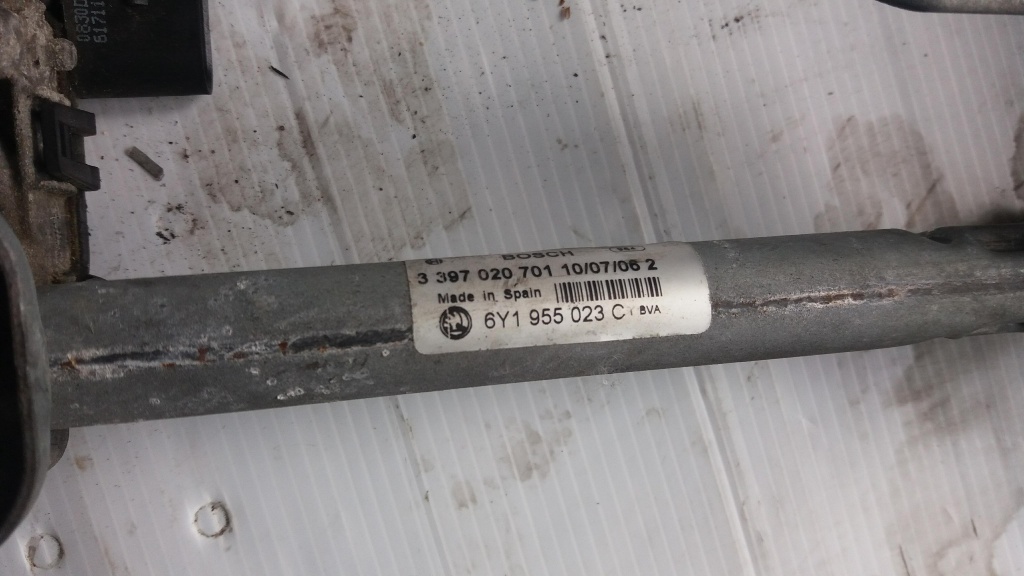 BOSCH
3 397 020 701 10/07/06 2
Made in Spain
6Y1 955 023 C BVA